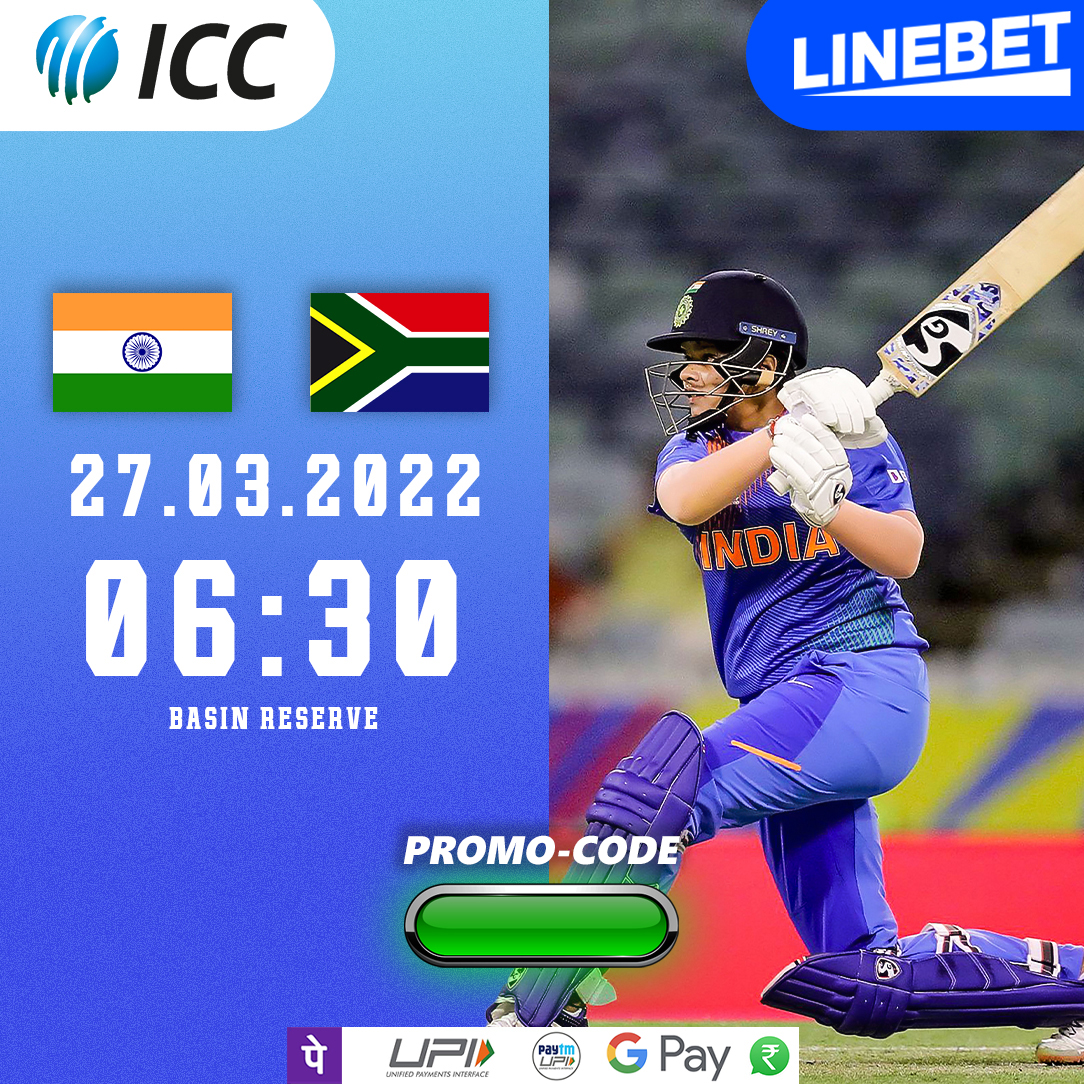 ICC
LINEBET
SHREY
INDIA
27.03.2022
06:30
BASIN RESERVE
PROMO-CODE
पे
UPI
UNIFIED PAYMENTS INTERFACE
Paytm
UPI
G Pay
₹